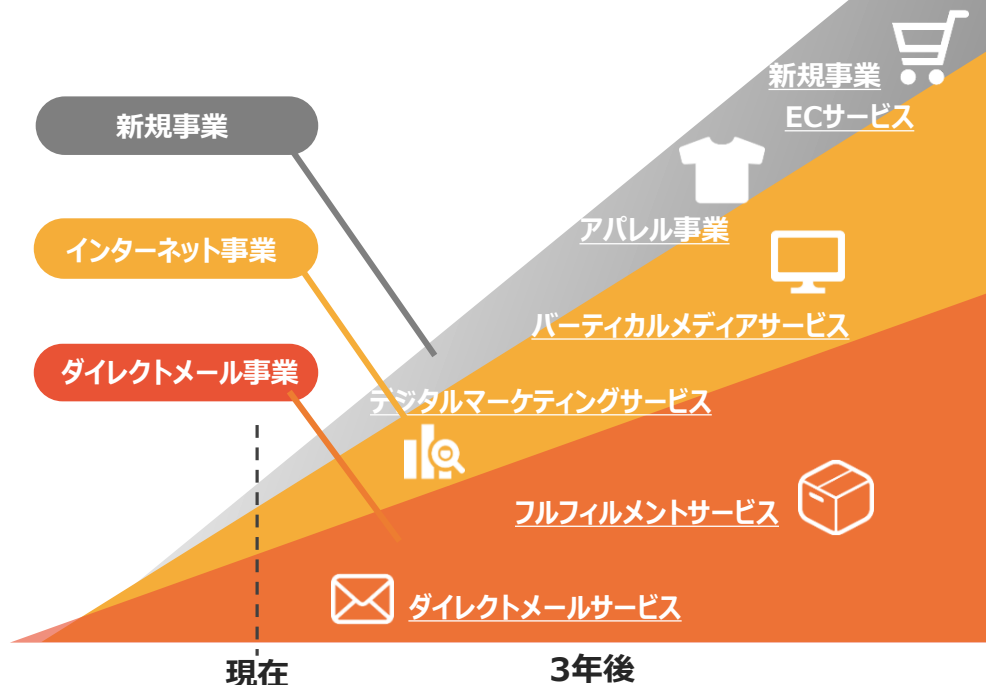 新規事業
ECサービス
新規事業
アパレル事業
インターネット事業
バーティカルメディアサービス
ダイレクトメール事業
デジタルマーケティングサービス
フルフィルメントサービス
ダイレクトメールサービス
現在
3年後